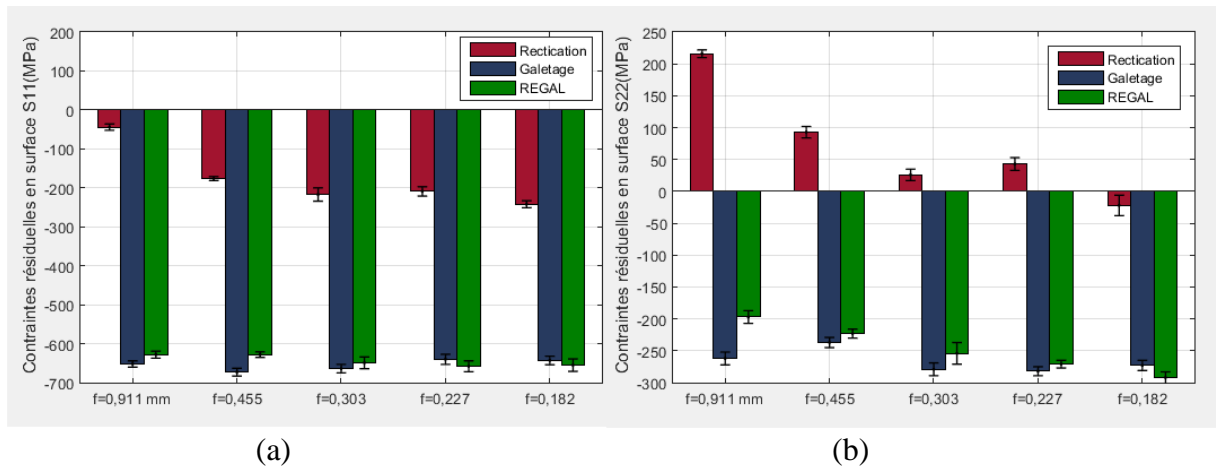 Contraintes résiduelles en surface S11(MPa)
200
100
0
-100
-200
-300
-400
-500
-600
-700
Rectication
Galetage
REGAL
f=0,911 mm
f=0,455
f=0,303
f=0,227
f=0,182
(a)
Contraintes résiduelles en surface S22(MPa)
250
200
150
100
50
0
-50
-100
-150
-200
-250
-300
Rectication
Galetage
REGAL
f=0,911 mm
f=0,455
f=0,303
f=0,227
f=0,182
(b)